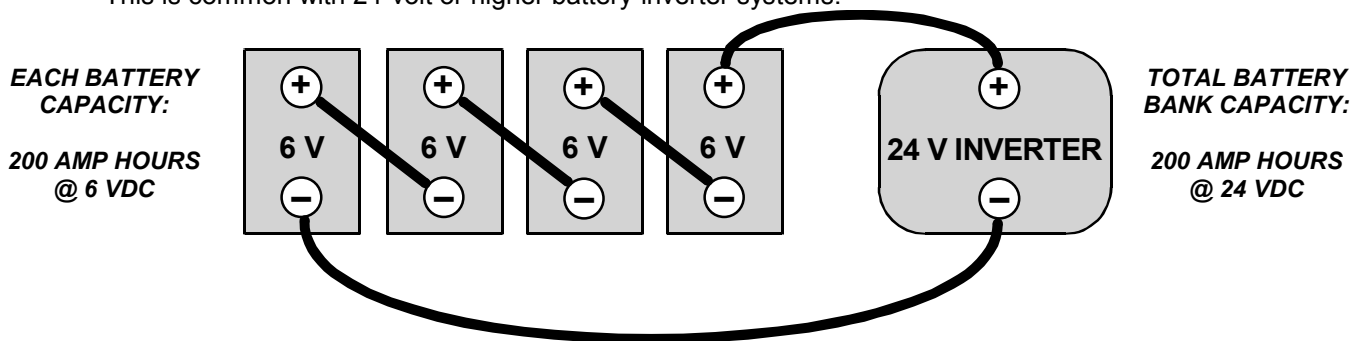 This is common with 24 volt or higher battery-inverter systems.
EACH BATTERY
CAPACITY:
200 AMP HOURS
@ 6 VDC
+
+
+
+
+
6 V
6 V
6 V
6 V
24 V INVERTER
–
–
–
–
–
TOTAL BATTERY
BANK CAPACITY:
200 AMP HOURS
@ 24 VDC